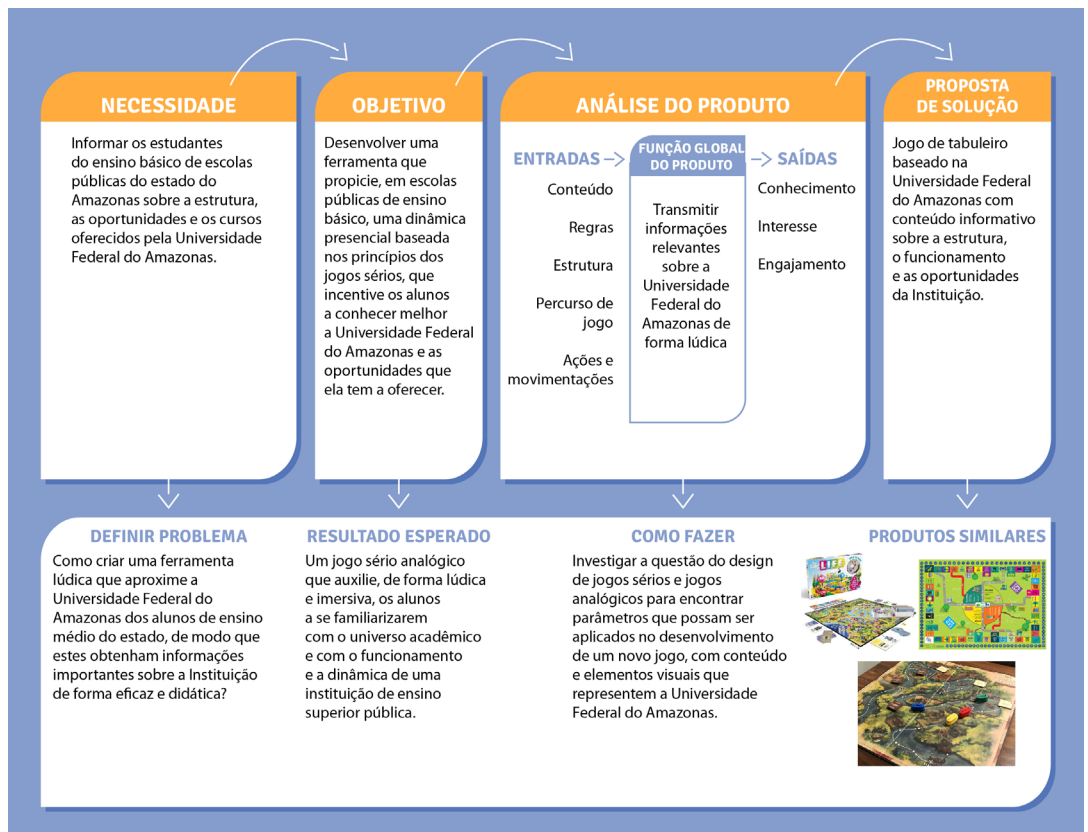 NECESSIDADE
Informar os estudantes
do ensino básico de escolas
públicas do estado do
Amazonas sobre a estrutura,
as oportunidades e os cursos
oferecidos pela Universidade
Federal do Amazonas.
OBJETIVO
Desenvolver uma
ferramenta que
propicie, em escolas
públicas de ensino
básico, uma dinâmica
presencial baseada
nos princípios dos
jogos sérios, que
incentive os alunos
a conhecer melhor
a Universidade Federal
do Amazonas e as
oportunidades que
ela tem a oferecer.
ANÁLISE DO PRODUTO
ENTRADAS
Conteúdo
Regras
Estrutura
Percurso de
jogo
Ações e
movimentações
FUNÇÃO GLOBAL
DO PRODUTO
Transmitir
informações
relevantes
sobre a
Universidade
Federal do
Amazonas de
forma lúdica
SAÍDAS
Conhecimento
Interesse
Engajamento
PROPOSTA
DE SOLUÇÃO
Jogo de tabuleiro
baseado na
Universidade Federal
do Amazonas com
conteúdo informativo
sobre a estrutura,
o funcionamento
e as oportunidades
da Instituição.
DEFINIR PROBLEMA
Como criar uma ferramenta
lúdica que aproxime a
Universidade Federal do
Amazonas dos alunos de ensino
médio do estado, de modo que
estes obtenham informações
importantes sobre a Instituição
de forma eficaz e didática?
RESULTADO ESPERADO
Um jogo sério analógico
que auxilie, de forma lúdica
e inersiva, os alunos
a se familiarizarem
com o universo acadêmico
e com o funcionamento
e a dinâmica de uma
instituição de ensino
superior pública.
COMO FAZER
Investigar a questão do design
de jogos sérios e jogos
analógicos para encontrar
parâmetros que possam ser
aplicados no desenvolvimento
de um novo jogo, com conteúdo
e elementos visuais que
representem a Universidade
Federal do Amazonas.
PRODUTOS SIMILARES
LIFE